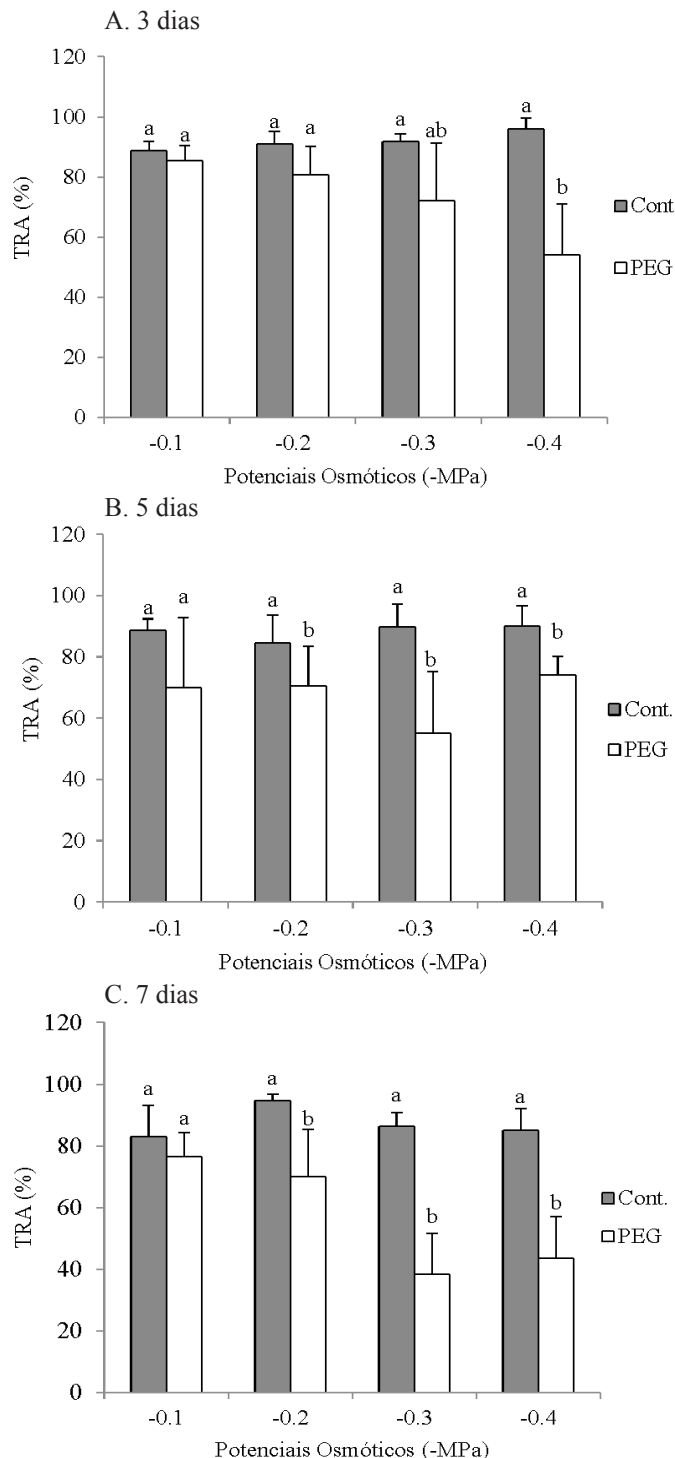 A. 3 dias
120
100
80
60
40
20
0
TRA (%)
a a a a a ab a b
Cont
PEG
-0.1 -0.2 -0.3 -0.4
Potenciais Osmóticos (-MPa)
B. 5 dias
120
100
80
60
40
20
0
TRA (%)
a a a b a b a b
Cont.
PEG
-0.1 -0.2 -0.3 -0.4
Potenciais Osmóticos (-MPa)
C. 7 dias
120
100
80
60
40
20
0
TRA (%)
a a a b a b a b
Cont.
PEG
-0.1 -0.2 -0.3 -0.4
Potenciais Osmóticos (-MPa)